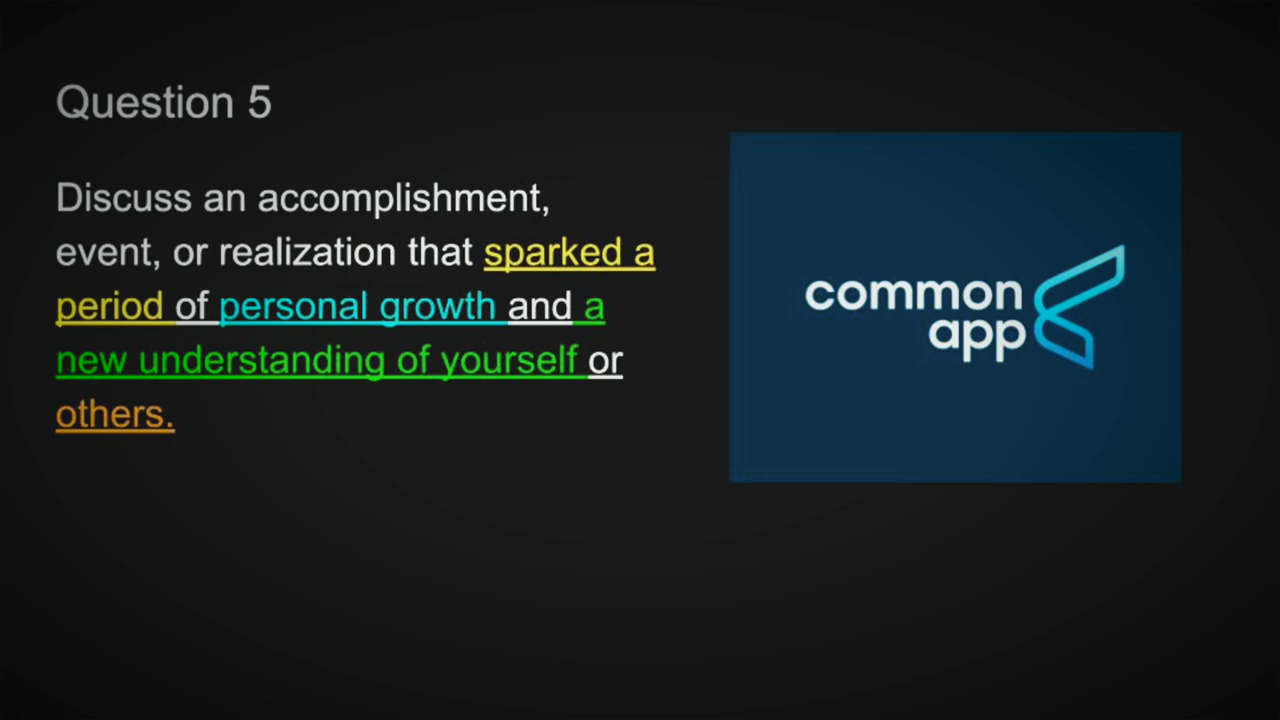 Question 5
Discuss an accomplishment,
event, or realization that sparked a
period of personal growth and a
new understanding of yourself or
others.
common
app